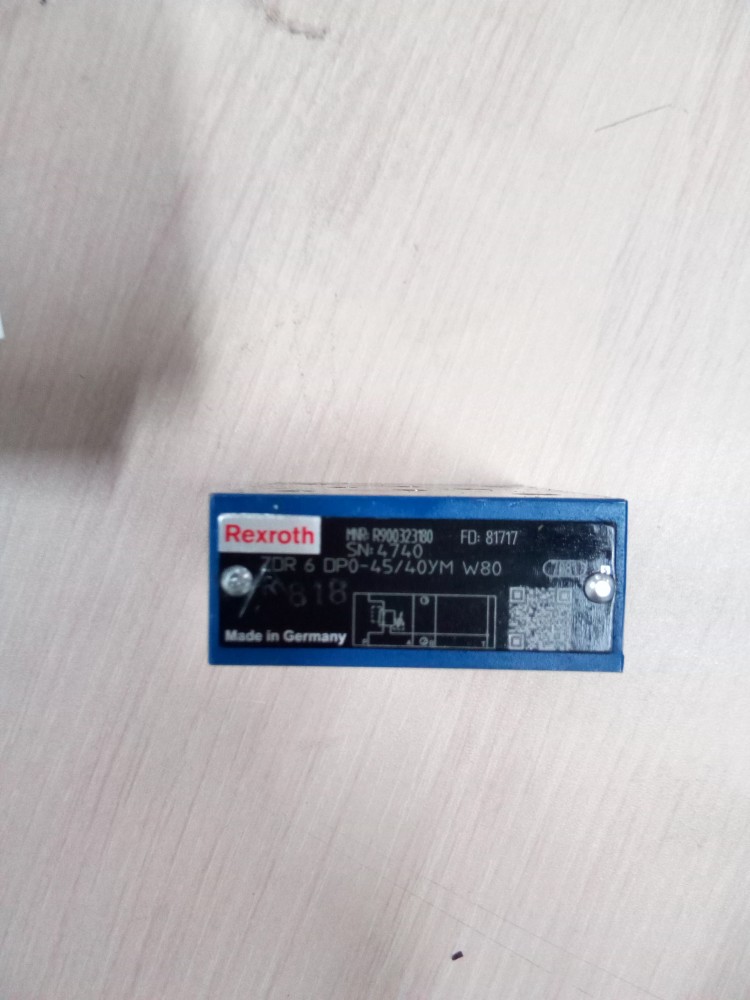 Rexroth
MNR: R900323180 FD: 81717
SN: 4740
ZDR 6 DP0-45/40YM W80
818
Made in Germany